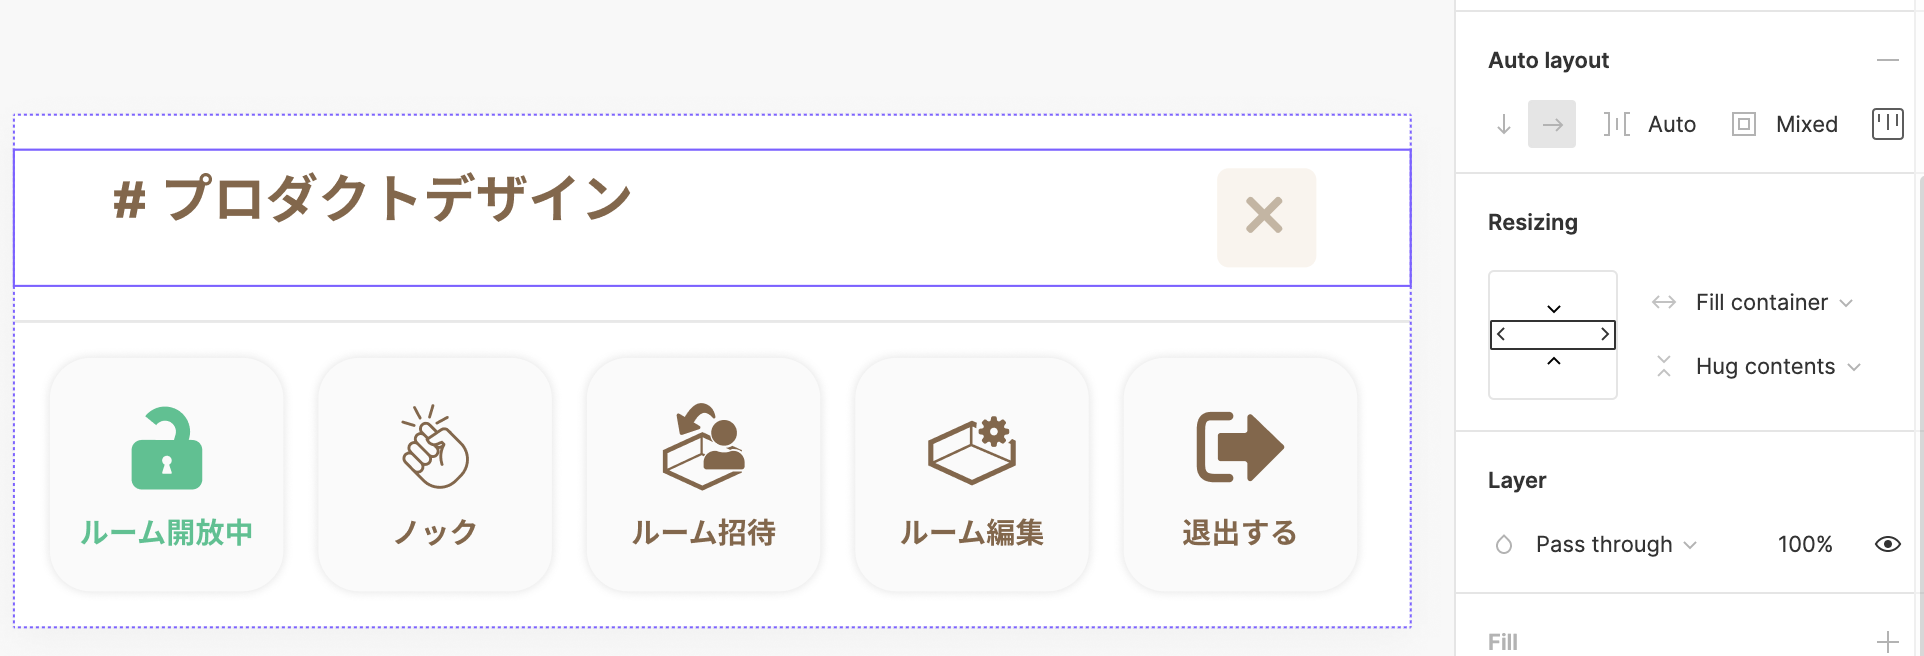 # プロダクトデザイン
ルーム開放中
ノック
ルーム招待
ルーム編集
退出する
Auto layout
Auto
Mixed
Resizing
Fill container
Hug contents
Layer
Pass through
100%
Fill